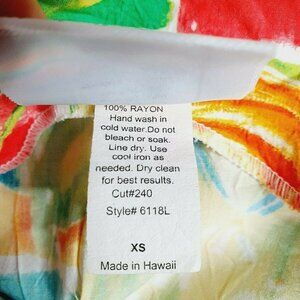 100% RAYON
Hand wash in
cold water.Do not
bleach or soak.
Line dry. Use
cool iron as
needed. Dry clean
for best results.
Cut#240
Style# 6118L
XS
Made in Hawaii